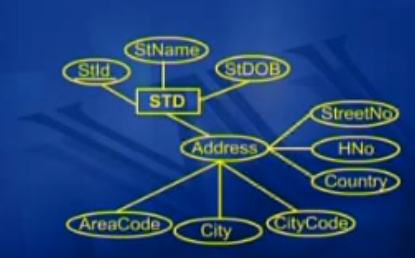 StName
StId
StDOB
STD
StreetNo
Address
HNo
Country
AreaCode
City
CityCode